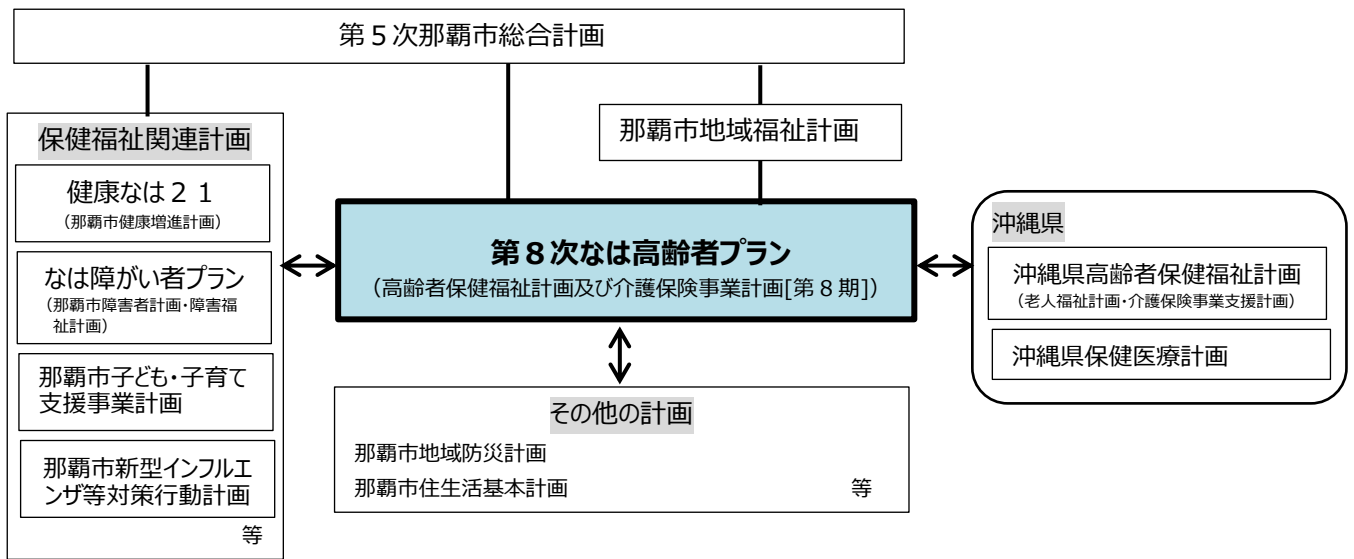 第５次那覇市総合計画
那覇市地域福祉計画
保健福祉関連計画
健康なは２１
（那覇市健康増進計画）
なは障がい者プラン
（那覇市障害者計画・障害福
祉計画）
那覇市子ども・子育て
支援事業計画
那覇市新型インフルエ
ンザ等対策行動計画
等
第８次なは高齢者プラン
（高齢者保健福祉計画及び介護保険事業計画[第８期]）
沖縄県
沖縄県高齢者保健福祉計画
（老人福祉計画・介護保険事業支援計画）
沖縄県保健医療計画
その他の計画
那覇市地域防災計画
那覇市住生活基本計画 等